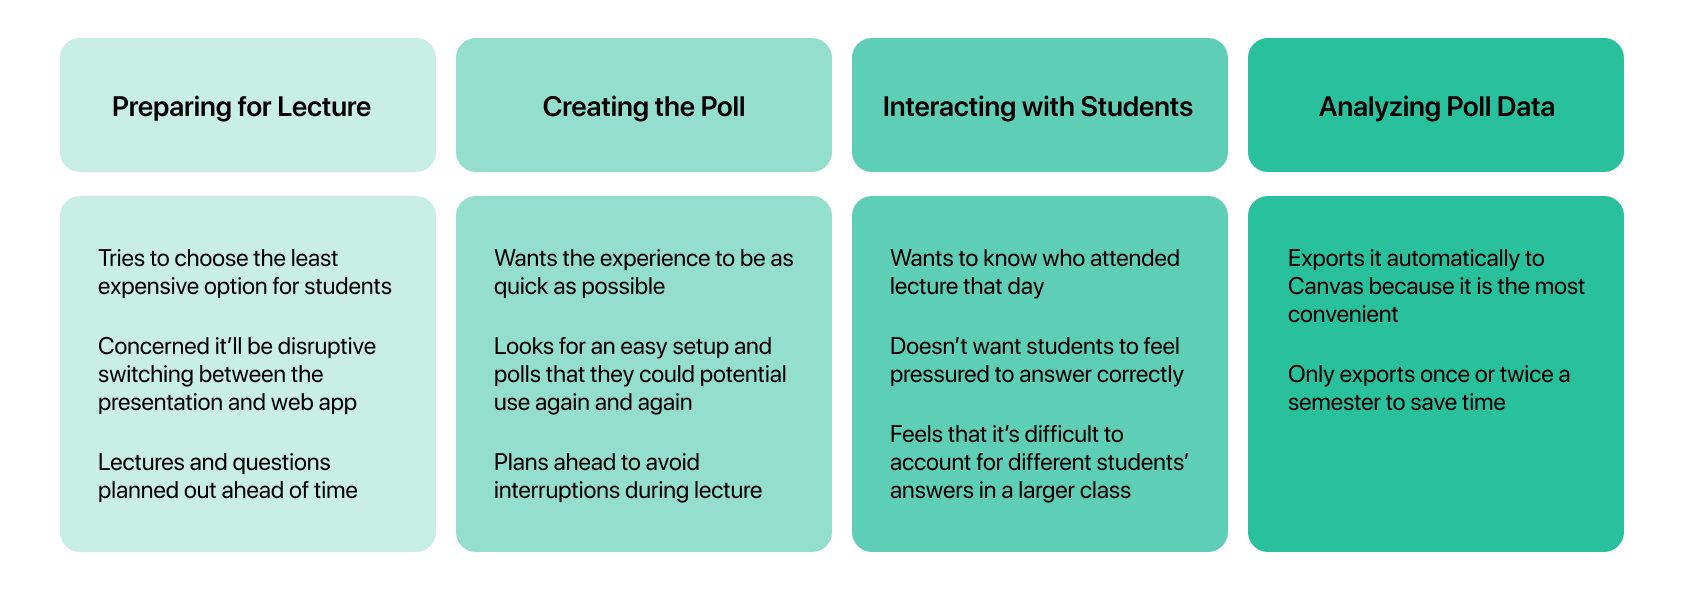 Preparing for Lecture
Creating the Poll
Interacting with Students
Analyzing Poll Data
Tries to choose the least
expensive option for students
Concerned it’ll be disruptive
switching between the
presentation and web app
Lectures and questions
planned out ahead of time
Wants the experience to be as
quick as possible
Looks for an easy setup and
polls that they could potential
use again and again
Plans ahead to avoid
interruptions during lecture
Wants to know who attended
lecture that day
Doesn’t want students to feel
pressured to answer correctly
Feels that it’s difficult to
account for different students’
answers in a larger class
Exports it automatically to
Canvas because it is the most
convenient
Only exports once or twice a
semester to save time